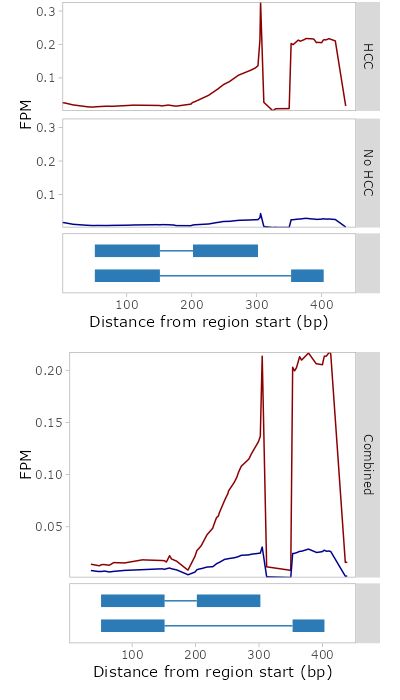 0.3
0.2
0.1
HCC
FPM
0.3
0.2
0.1
No HCC
100 200 300 400
Distance from region start (bp)
0.20
0.15
0.10
0.05
FPM
Combined
100 200 300 400
Distance from region start (bp)